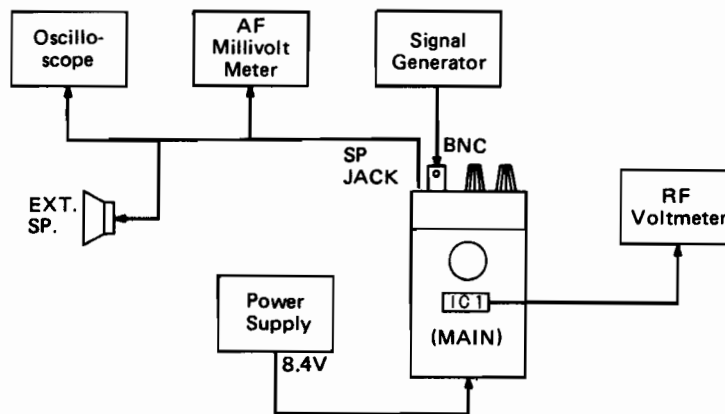 Oscillo-
scope
AF
Millivolt
Meter
Signal
Generator
SP
JACK
BNC
EXT.
SP.
RF
Voltmeter
Power
Supply
8.4V
IC1
(MAIN)